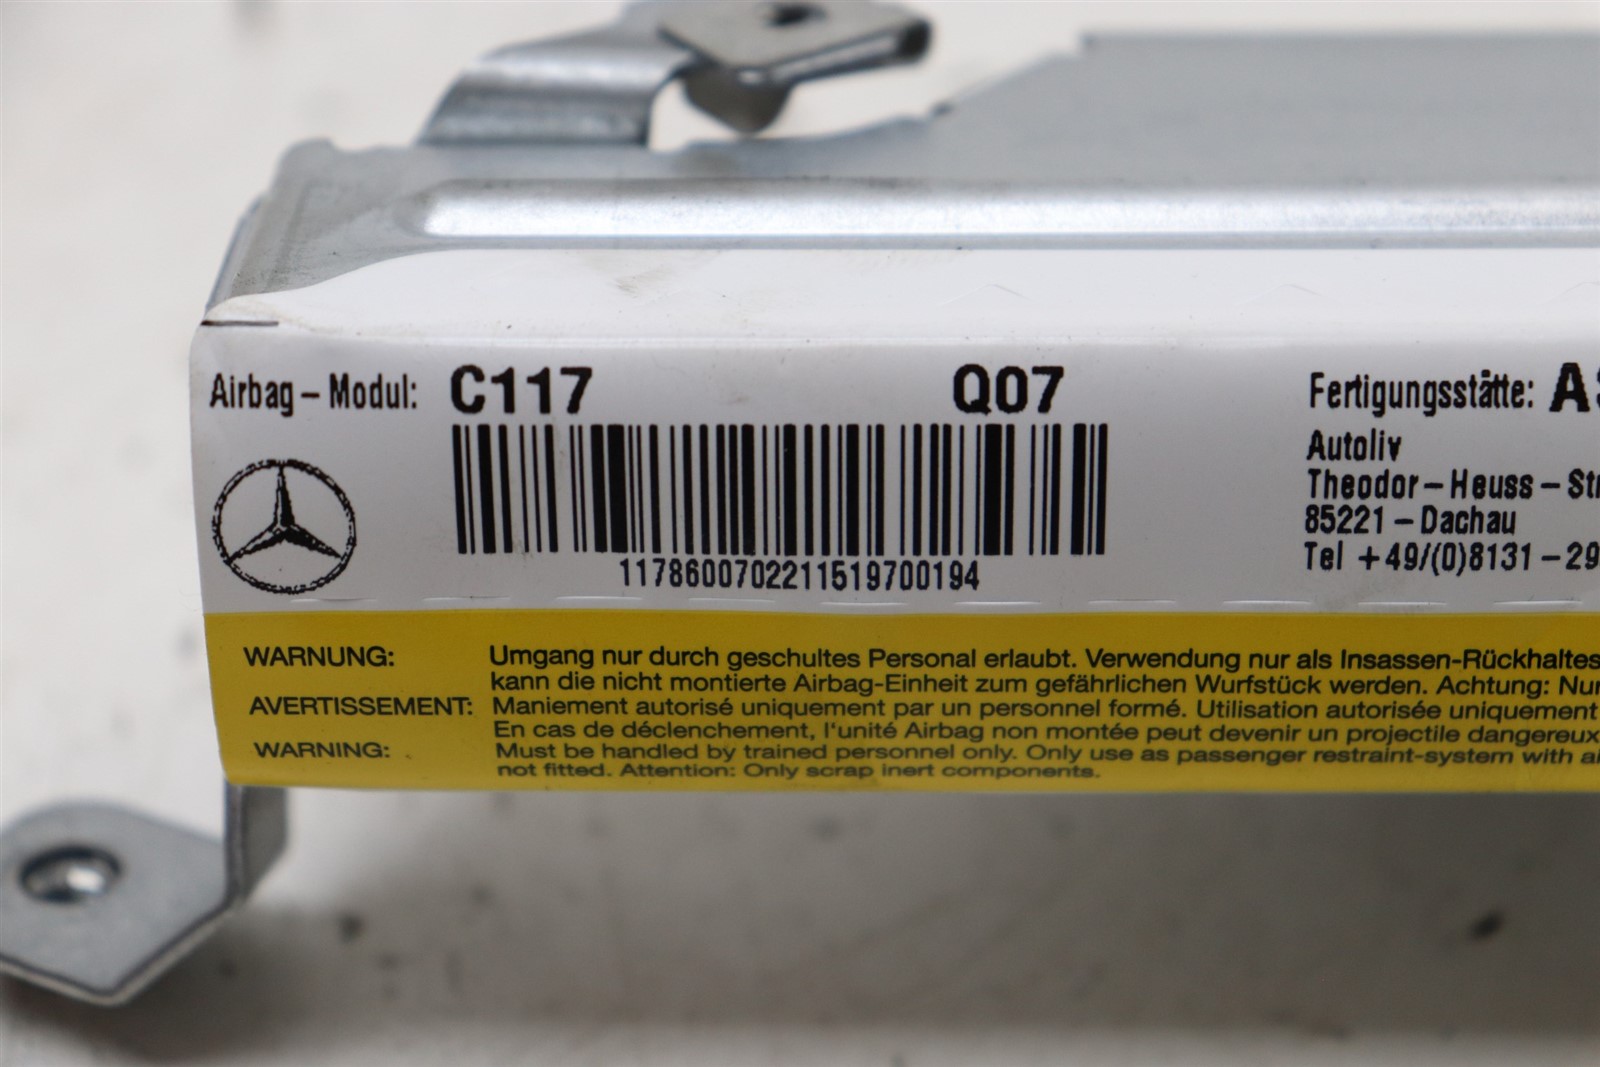 Airbag – Modul: C117 Q07
11786007022115197001​94
Fertigungsstätte:
Autoliv
Theodor – Heuss –
85221 – Dachau
Tel +49/(0)8131 – 29
WARNUNG: Umgang nur durch geschultes Personal erlaubt. Verwendung nur als Insassen-Rückhaltes
kann die nicht montierte Airbag-Einheit zum gefährlichen Wurfstück werden. Achtung: Nur
AVERTISSEMENT: Maniement autorisé uniquement par un personnel formé. Utilisation autorisée uniquement
En cas de déclenchement, l'unité Airbag non montée peut devenir un projectile dangereux
WARNING: Must be handled by trained personnel only. Only use as passenger restraint-system with
not fitted. Attention: Only scrap inert components.